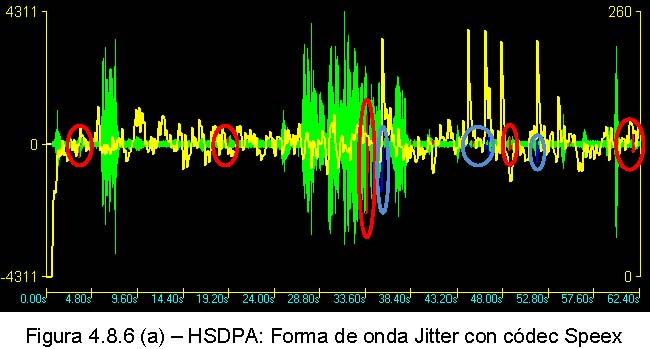 4311 260
0
-4311 0
0.00s 4.80s 9.60s 14.40s 19.20s 24.00s 28.80s 33.60s 38.40s 43.20s 48.00s 52.80s 57.60s 62.40s
Figura 4.8.6 (a) – HSDPA: Forma de onda Jitter con códec Speex